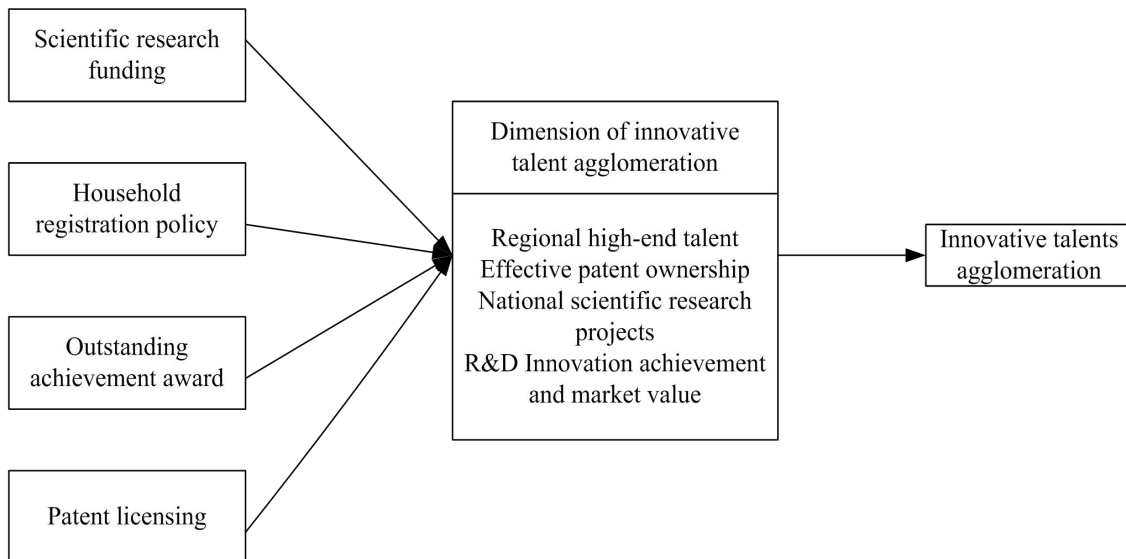 Scientific research
funding
Household
registration policy
Outstanding
achievement award
Patent licensing
Dimension of innovative
talent agglomeration
Regional high-end talent
Effective patent ownership
National scientific research
projects
R&D Innovation achievement
and market value
Innovative talents
agglomeration